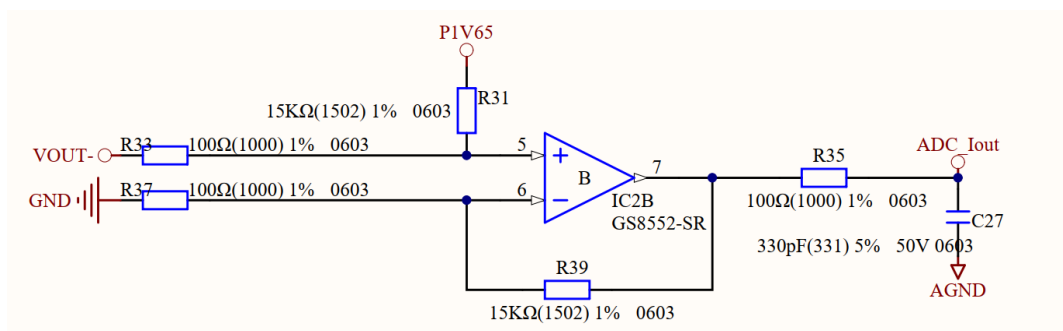 P1V65
R31
15KΩ(1502) 1% 0603
VOUT-
R33
100Ω(1000) 1% 0603
5
GND
R37
100Ω(1000) 1% 0603
6
B
7
IC2B
GS8552-SR
R35
100Ω(1000) 1% 0603
ADC_Iout
C27
330pF(331) 5% 50V 0603
AGND
R39
15KΩ(1502) 1% 0603